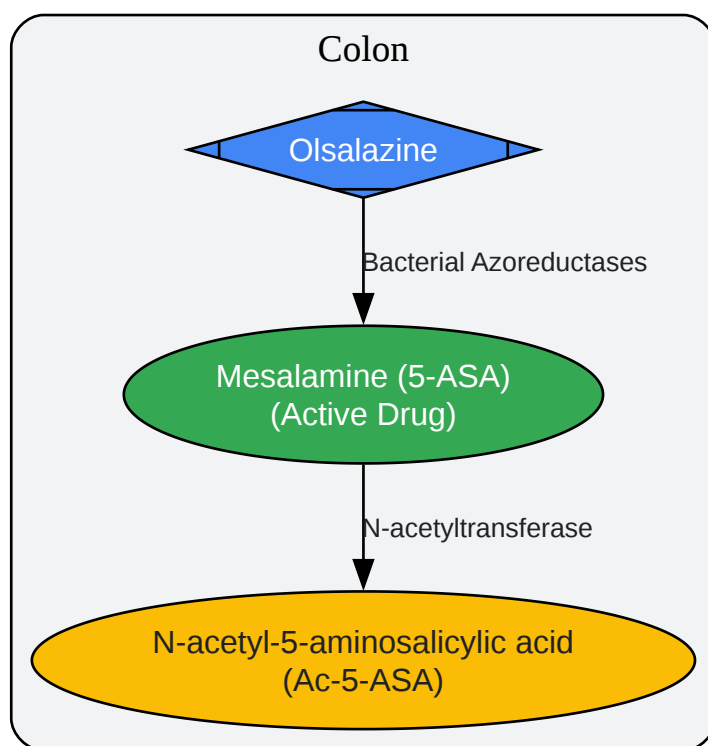 Colon
Olsalazine
Bacterial Azoreductases
Mesalamine (5-ASA)
(Active Drug)
N-acetyltransferase
N-acetyl-5-aminosalicylic acid
(Ac-5-ASA)